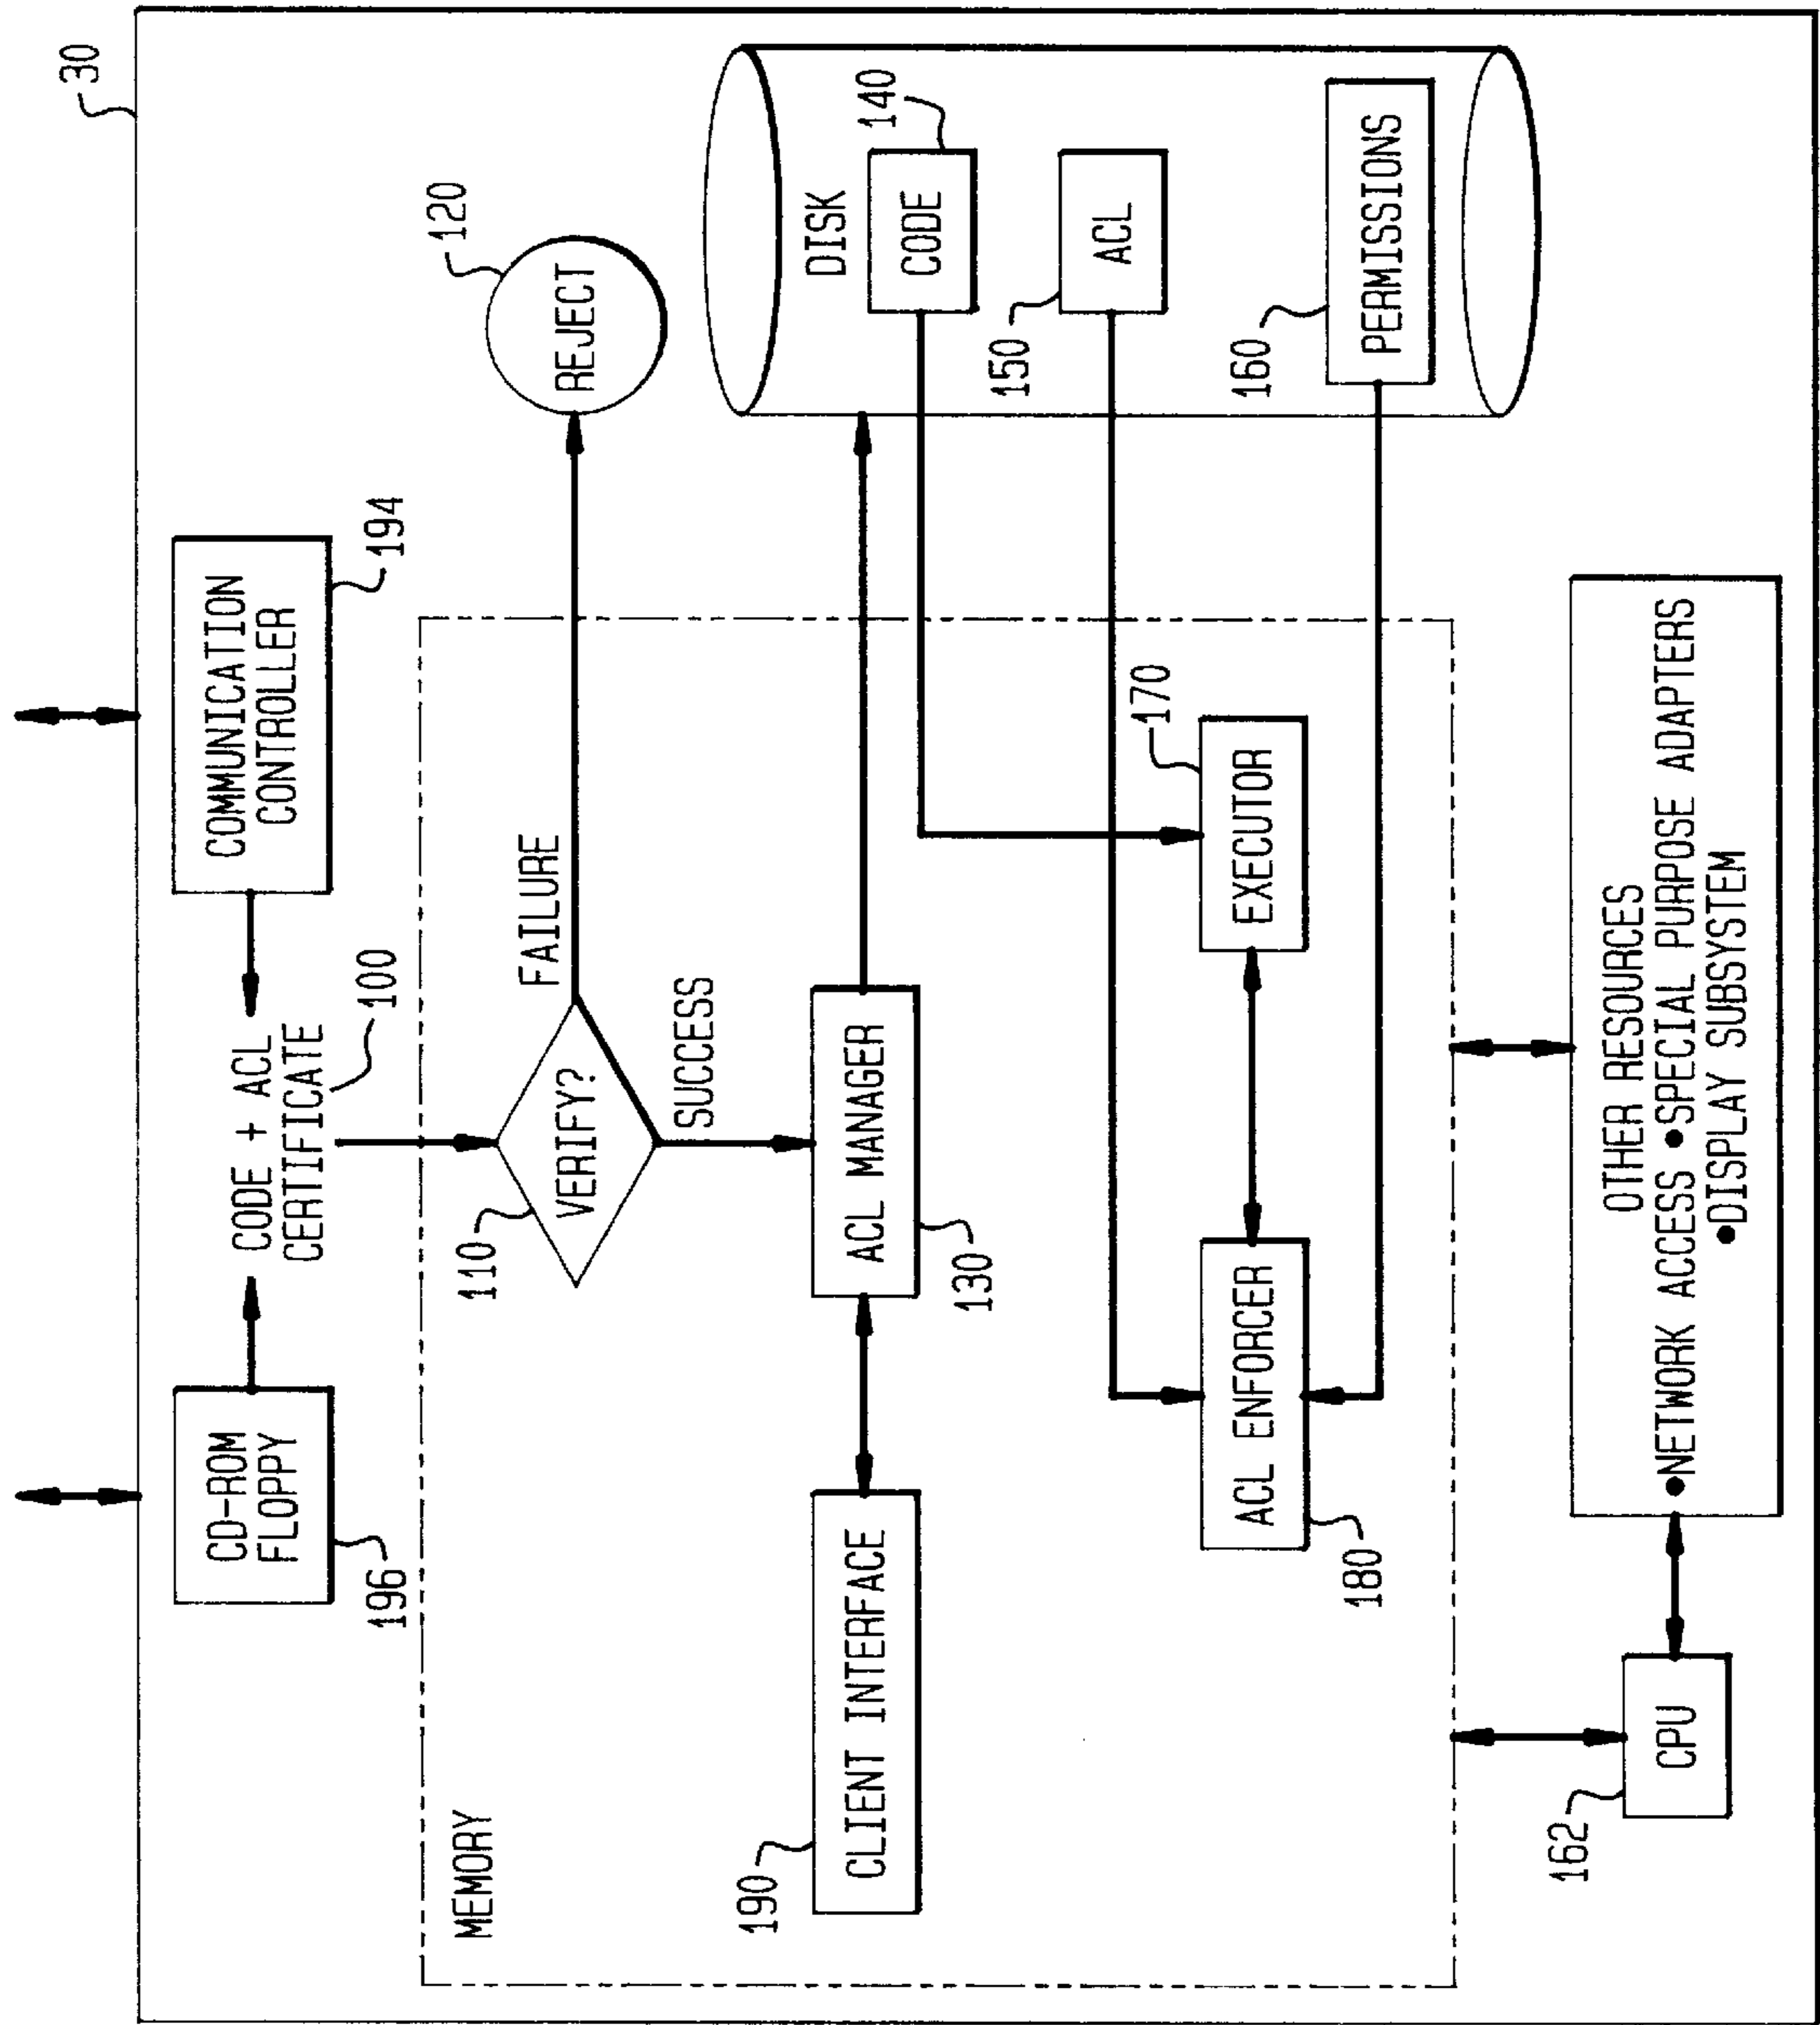 30
CD-ROM
FLOPPY
196
CODE + ACL
CERTIFICATE
100
COMMUNICATION
CONTROLLER
194
MEMORY
110
VERIFY?
FAILURE
SUCCESS
REJECT
120
190
CLIENT INTERFACE
ACL MANAGER
130
DISK
CODE
140
150
ACL
160
PERMISSIONS
170
EXECUTOR
ACL ENFORCER
180
162
CPU
OTHER RESOURCES
•NETWORK ACCESS •SPECIAL PURPOSE ADAPTERS
•DISPLAY SUBSYSTEM